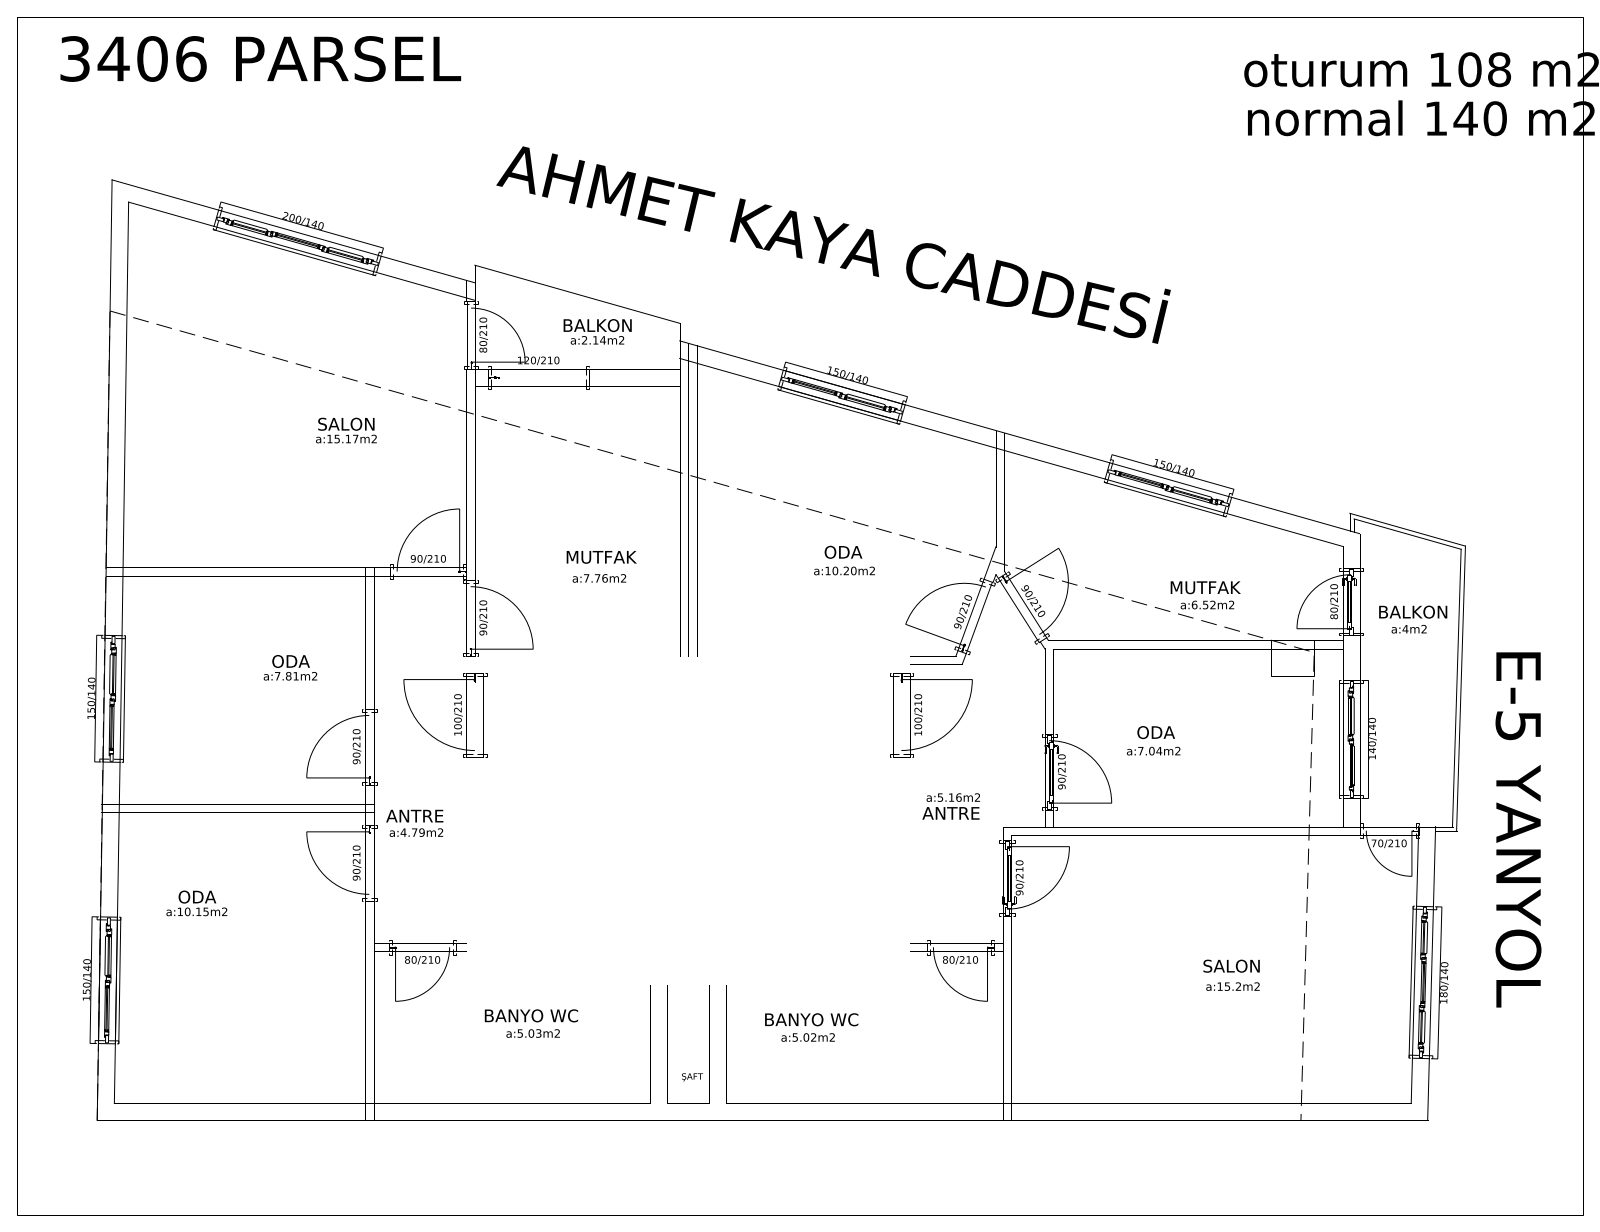 3406 PARSEL
oturum 108 m2
normal 140 m2
AHMET KAYA CADDESİ
200/140
80/210
BALKON
a:2.14m2
120/210
150/140
SALON
a:15.17m2
150/140
90/210
MUTFAK
a:7.76m2
ODA
a:10.20m2
MUTFAK
a:6.52m2
80/210
BALKON
a:4m2
90/210
90/210
90/210
ODA
a:7.81m2
150/140
90/210
100/210
100/210
ODA
a:7.04m2
90/210
140/140
E-5 YANYOL
ANTRE
a:4.79m2
a:5.16m2
ANTRE
70/210
90/210
90/210
ODA
a:10.15m2
150/140
80/210
80/210
SALON
a:15.2m2
180/140
BANYO WC
a:5.03m2
BANYO WC
a:5.02m2
ŞAFT